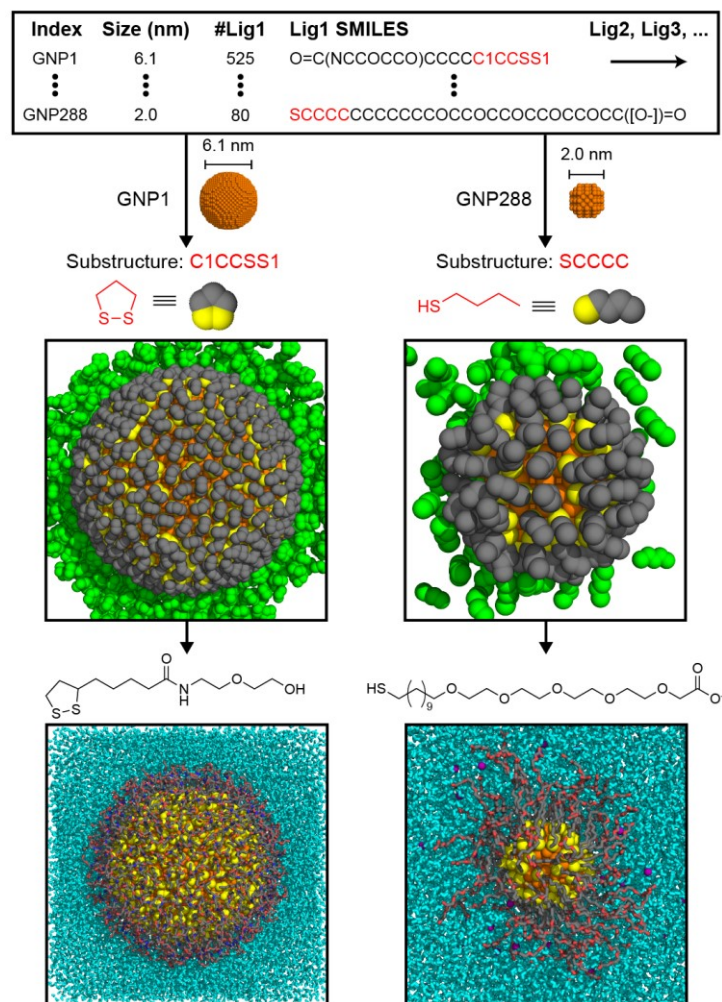 Index Size (nm) #Lig1 Lig1 SMILES Lig2, Lig3, ...
GNP1 6.1 525 O=C(NCCOCCO)CCCCC1CCSS1
GNP288 2.0 80 SCCCCCCCCCCCOCCOCCOCCOCCOCC([O-])=O
6.1 nm 2.0 nm
GNP1 GNP288
Substructure: C1CCSS1 Substructure: SCCCC
S–S HS
O O
N H O OH S–S
HS ( ) 9 O O O O O O